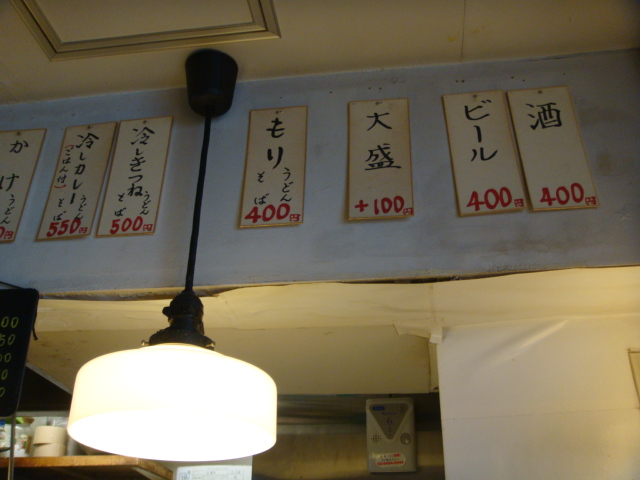 酒
400円
ビール
400円
大盛
+100円
もり
うどん
そば
400円
冷しきつね
うどん
そば
500円
冷しカレー
(ごはん付)
うどん
そば
550円
かけ
うどん